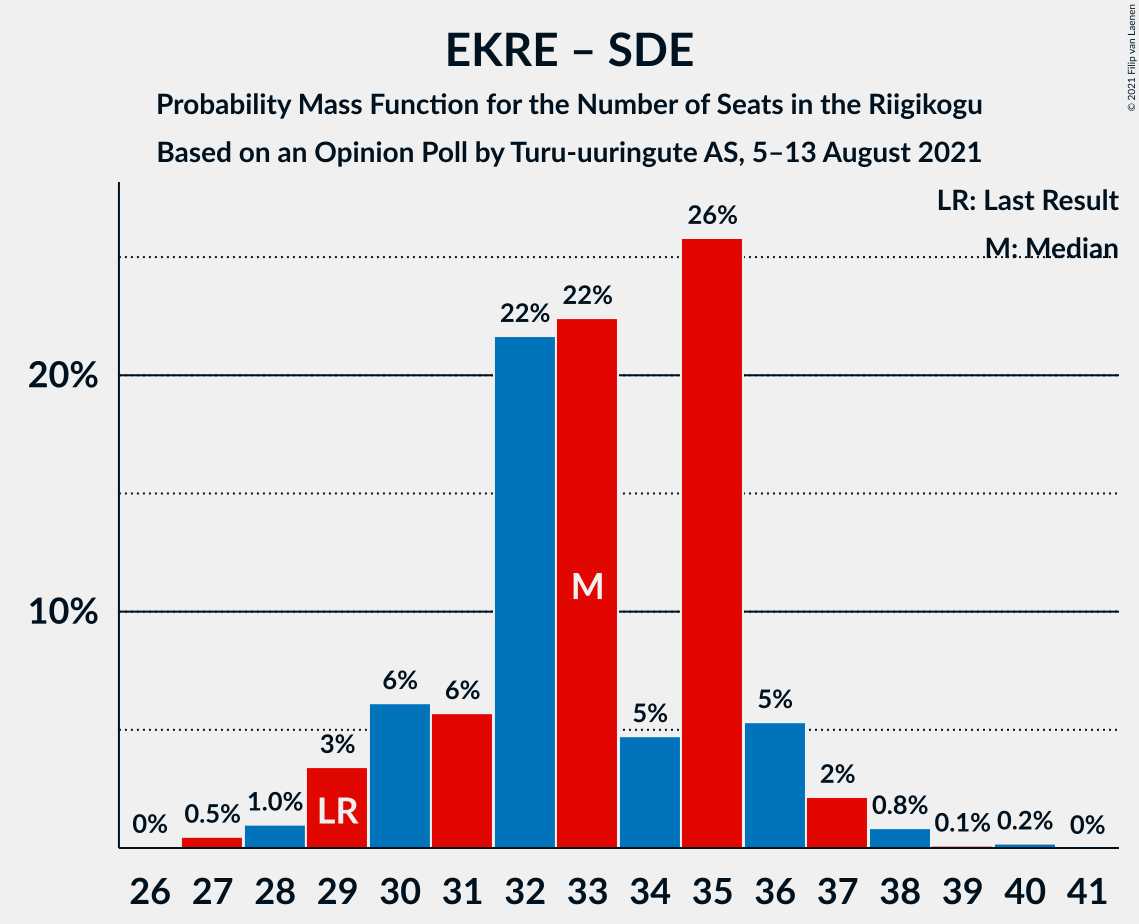 EKRE – SDE
Probability Mass Function for the Number of Seats in the Riigikogu
Based on an Opinion Poll by Turu-uuringute AS, 5–13 August 2021
© 2021 Filip van Laenen
LR: Last Result
M: Median
20%
10%
0%
0.5%
1.0%
3%
6%
6%
22%
22%
5%
26%
5%
2%
0.8%
0.1%
0.2%
0%
LR
M
26 27 28 29 30 31 32 33 34 35 36 37 38 39 40 41